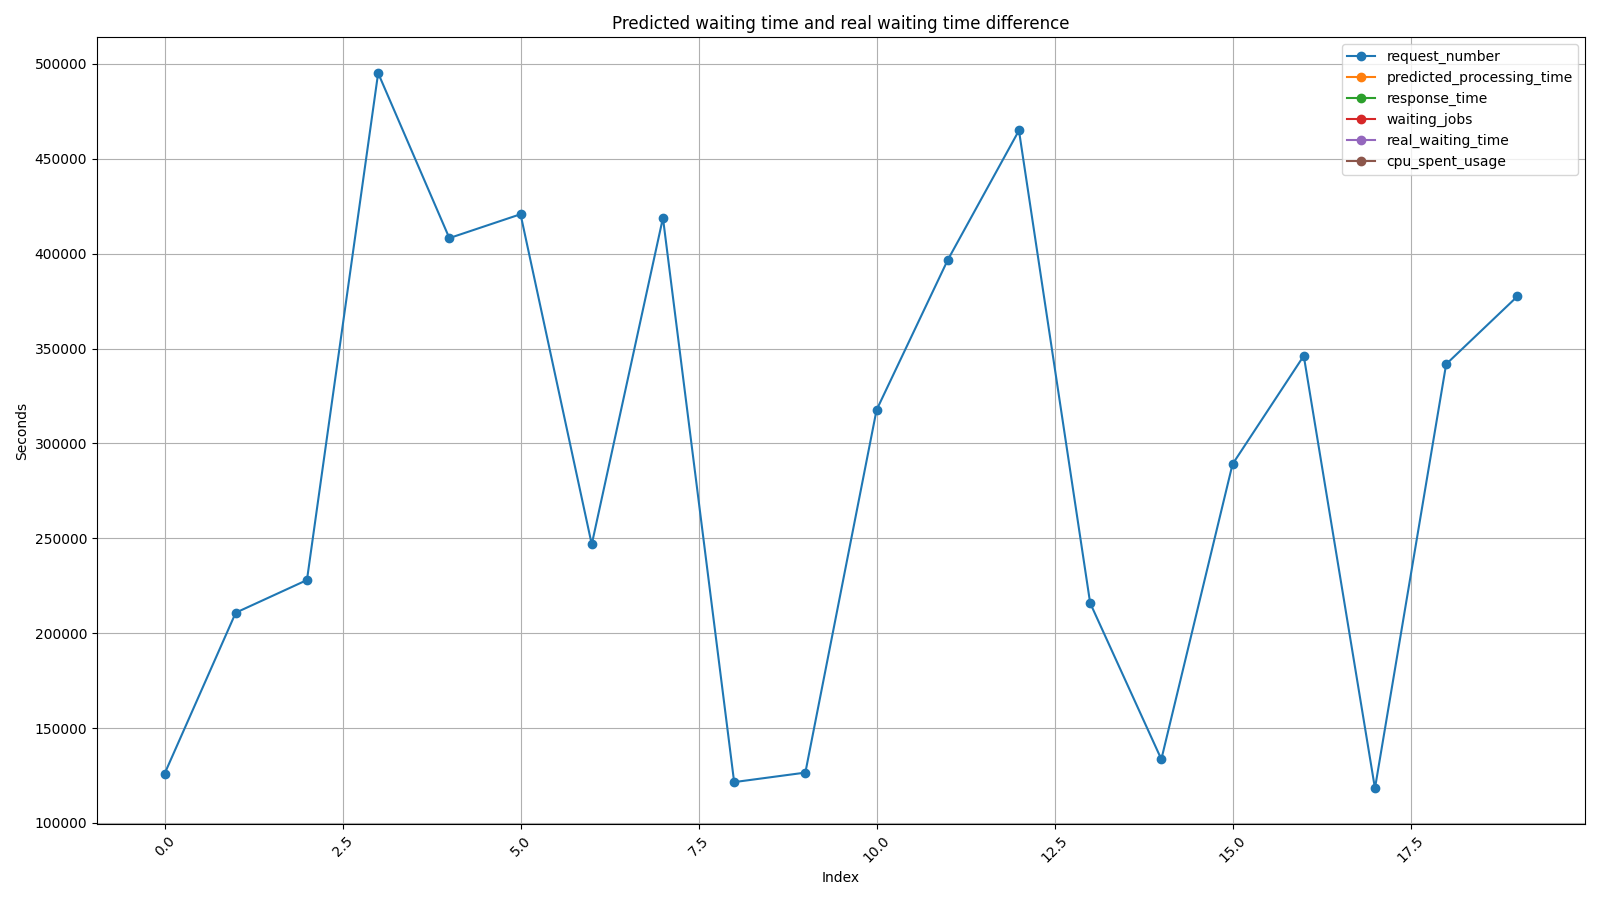 Predicted waiting time and real waiting time difference
request_number
predicted_processing_time
response_time
waiting_jobs
real_waiting_time
cpu_spent_usage
500000
450000
400000
350000
300000
250000
200000
150000
100000
Seconds
0.0
2.5
5.0
7.5
10.0
12.5
15.0
17.5
Index